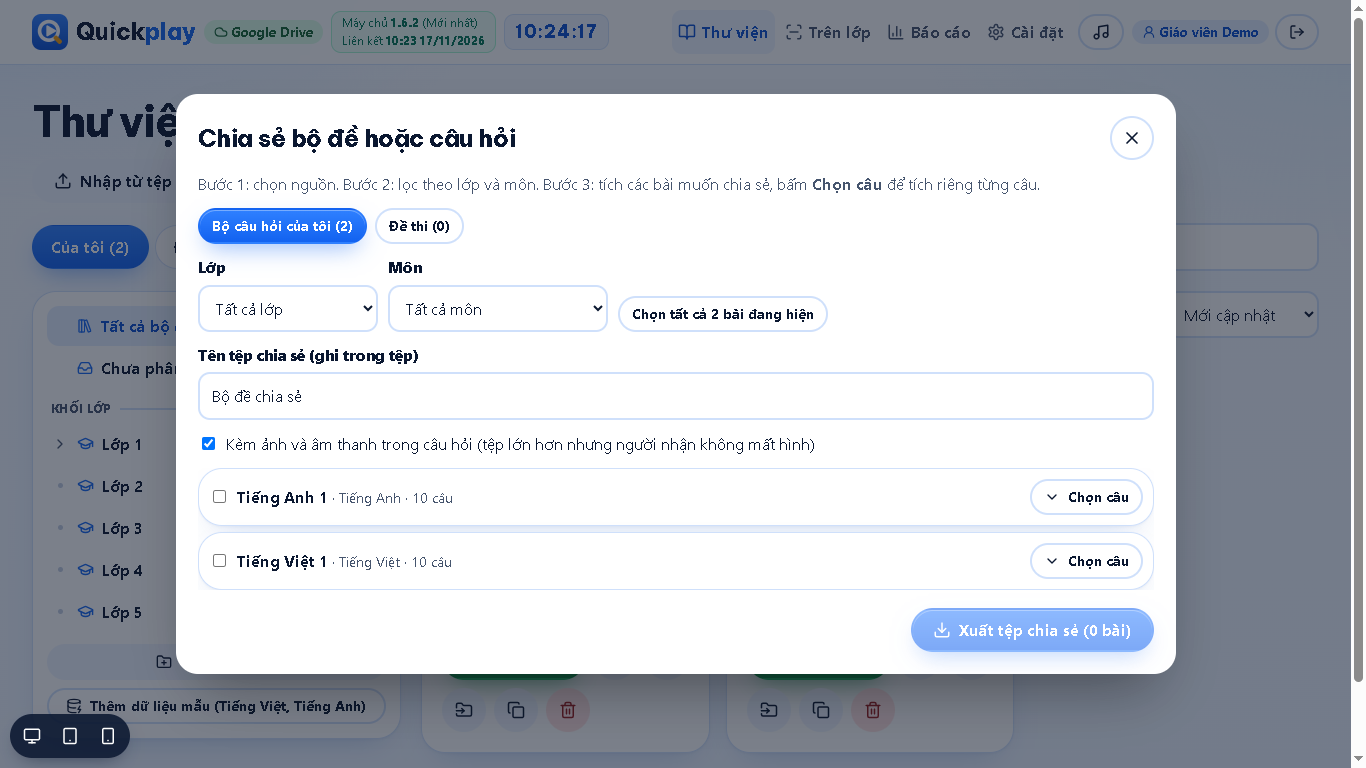 Quickplay
Google Drive
Máy chủ 1.6.2 (Mới nhất)
Liên kết 10:23 17/11/2026
10:24:17
Thư viện
Trên lớp
Báo cáo
Cài đặt
Giáo viên Demo
Thư việ
Nhập từ tệp
Của tôi (2)
Tất cả bộ
Mới cập nhật
Chưa phân
KHỐI LỚP
Lớp 1
Lớp 2
Lớp 3
Lớp 4
Lớp 5
Thêm dữ liệu mẫu (Tiếng Việt, Tiếng Anh)
Chia sẻ bộ đề hoặc câu hỏi
Bước 1: chọn nguồn. Bước 2: lọc theo lớp và môn. Bước 3: tích các bài muốn chia sẻ, bấm Chọn câu để tích riêng từng câu.
Bộ câu hỏi của tôi (2)
Đề thi (0)
Lớp
Môn
Tất cả lớp
Tất cả môn
Chọn tất cả 2 bài đang hiện
Tên tệp chia sẻ (ghi trong tệp)
Bộ đề chia sẻ
Kèm ảnh và âm thanh trong câu hỏi (tệp lớn hơn nhưng người nhận không mất hình)
Tiếng Anh 1 · Tiếng Anh · 10 câu
Chọn câu
Tiếng Việt 1 · Tiếng Việt · 10 câu
Chọn câu
Xuất tệp chia sẻ (0 bài)